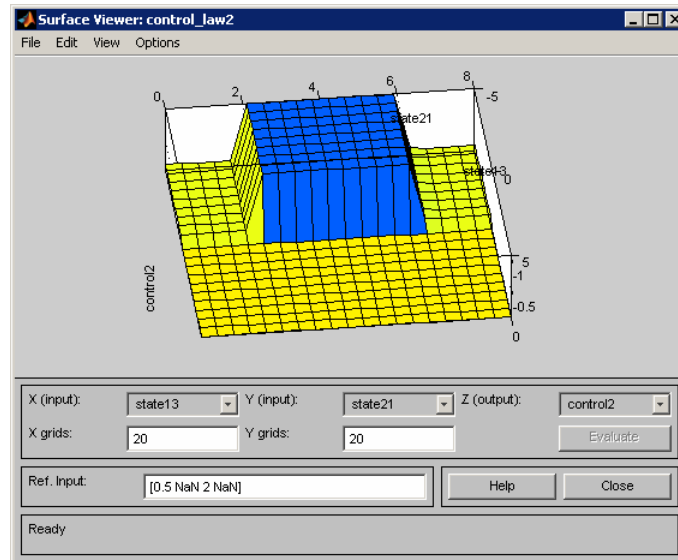 Surface Viewer: control_law2
File Edit View Options
0 2 4 6 8
-5
state21
state13
0
5
-1
-0.5
0
control2
X (input): state13 Y (input): state21 Z (output): control2
X grids: 20 Y grids: 20 Evaluate
Ref. Input: [0.5 NaN 2 NaN] Help Close
Ready